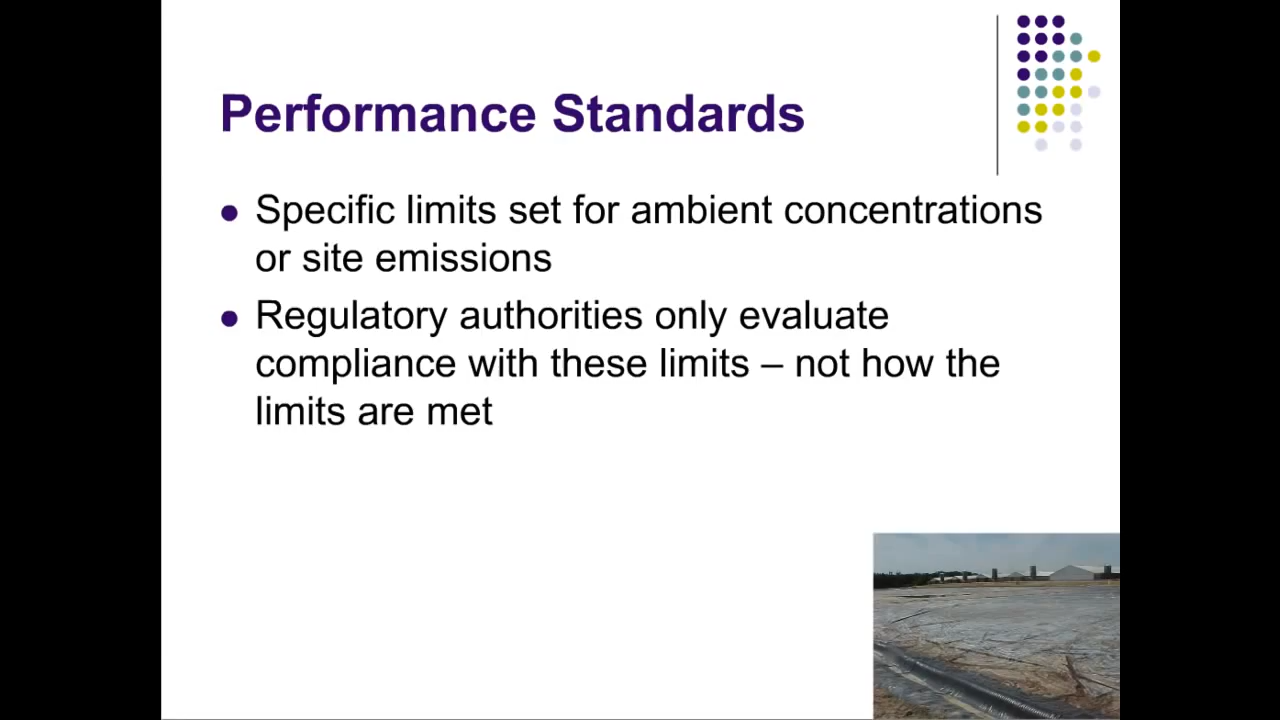 Performance Standards
Specific limits set for ambient concentrations
or site emissions
Regulatory authorities only evaluate
compliance with these limits – not how the
limits are met